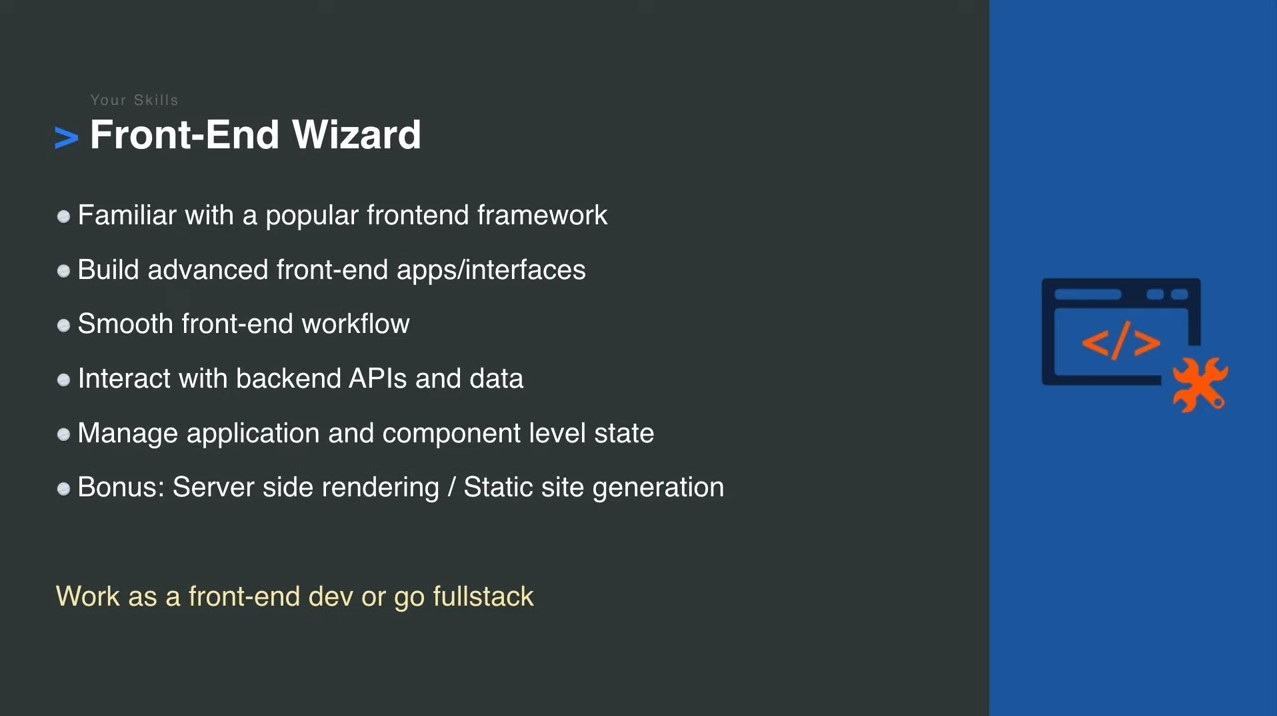 Your Skills
> Front-End Wizard
● Familiar with a popular frontend framework
● Build advanced front-end apps/interfaces
● Smooth front-end workflow
● Interact with backend APIs and data
● Manage application and component level state
● Bonus: Server side rendering / Static site generation
Work as a front-end dev or go fullstack
</>